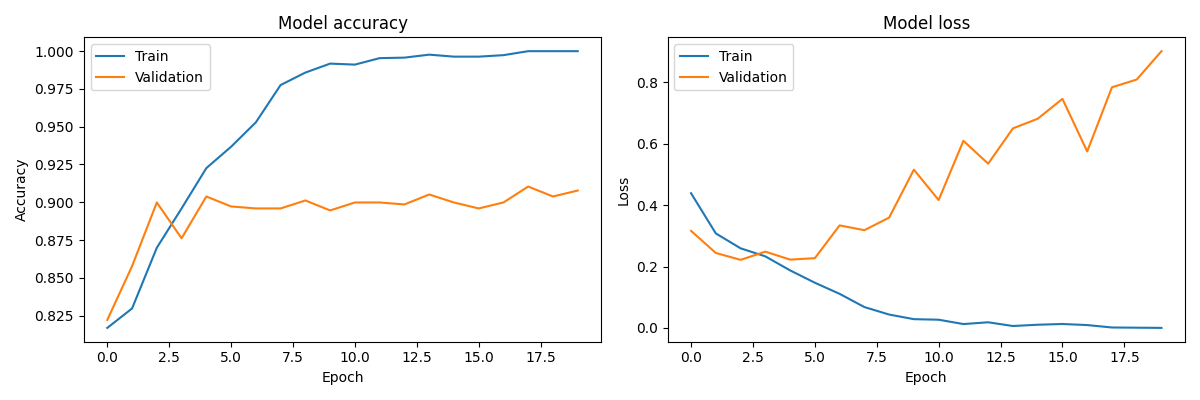 Model accuracy
Train
Validation
1.000
0.975
0.950
0.925
0.900
0.875
0.850
0.825
Accuracy
0.0 2.5 5.0 7.5 10.0 12.5 15.0 17.5
Epoch
Model loss
Train
Validation
0.8
0.6
0.4
0.2
0.0
Loss
0.0 2.5 5.0 7.5 10.0 12.5 15.0 17.5
Epoch